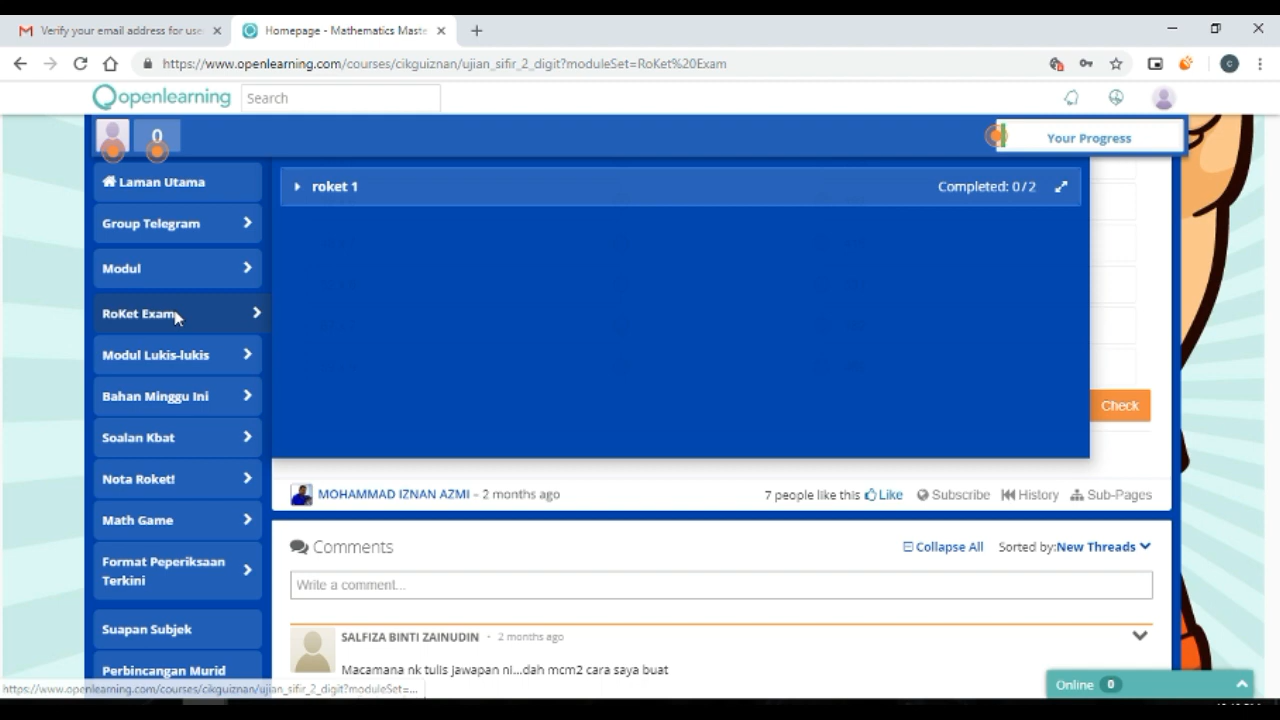 Verify your email address for use
Homepage - Mathematics Maste
https://www.openlearning.com/courses/cikguiznan/ujian_sifir_2_digit?moduleSet=RoKet%20Exam
C
openlearning
Search
0
Your Progress
Laman Utama
Group Telegram
Modul
RoKet Exam
Modul Lukis-lukis
Bahan Minggu Ini
Soalan Kbat
Nota Roket!
Math Game
Format Peperiksaan
Terkini
Suapan Subjek
Perbincangan Murid
roket 1
Completed: 0/2
Check
MOHAMMAD IZNAN AZMI - 2 months ago
7 people like this Like Subscribe History Sub-Pages
Comments
Collapse All Sorted by:New Threads
Write a comment...
SALFIZA BINTI ZAINUDIN • 2 months ago
Macamana nk tulis jawapan ni...dah mcm2 cara saya buat
https://www.openlearning.com/courses/cikguiznan/ujian_sifir_2_digit?moduleSet=...
Online 0